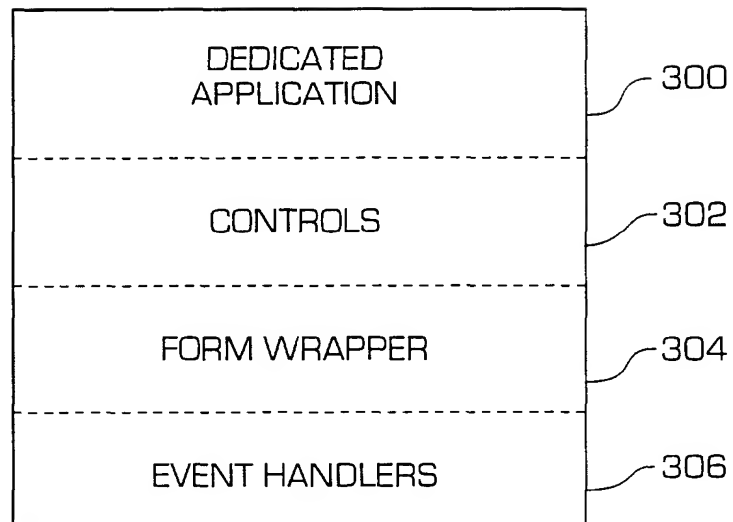 DEDICATED
APPLICATION
300
CONTROLS
302
FORM WRAPPER
304
EVENT HANDLERS
306